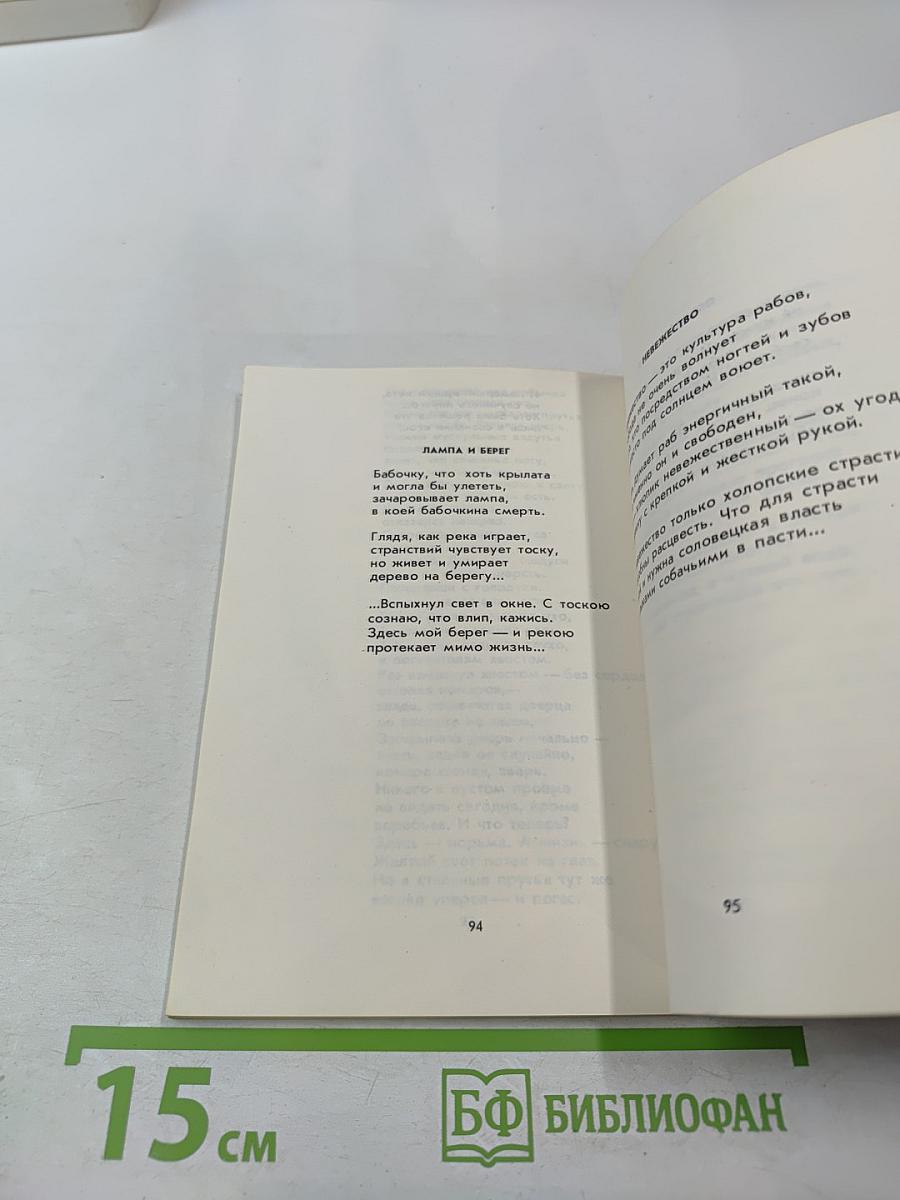 ЛАМПА И БЕРЕГ
Бабочку, что хоть крылата
и могла бы улететь,
зачаровывает лампа,
в коей бабочкина смерть.
Глядя, как река играет,
странствий чувствует тоску,
но живет и умирает
дерево на берегу...
...Вспыхнул свет в окне. С тоскою
сознаю, что влип, кажись.
Здесь мой берег — и рекою
протекает мимо жизнь...
94
НЕВЕЖЕСТВО
— это культура рабов,
не очень волнует
посредством ногтей и зубов
под солнцем воюет.
раб энергичный такой,
он и свободен,
невежественный — ох угод
с крепкой и жесткой рукой.
только холопские страсти
расцвесть. Что для страсти
и нужна соловецкая власть
собачьими в пасти...
95
15 см
БФ БИБЛИОФАН